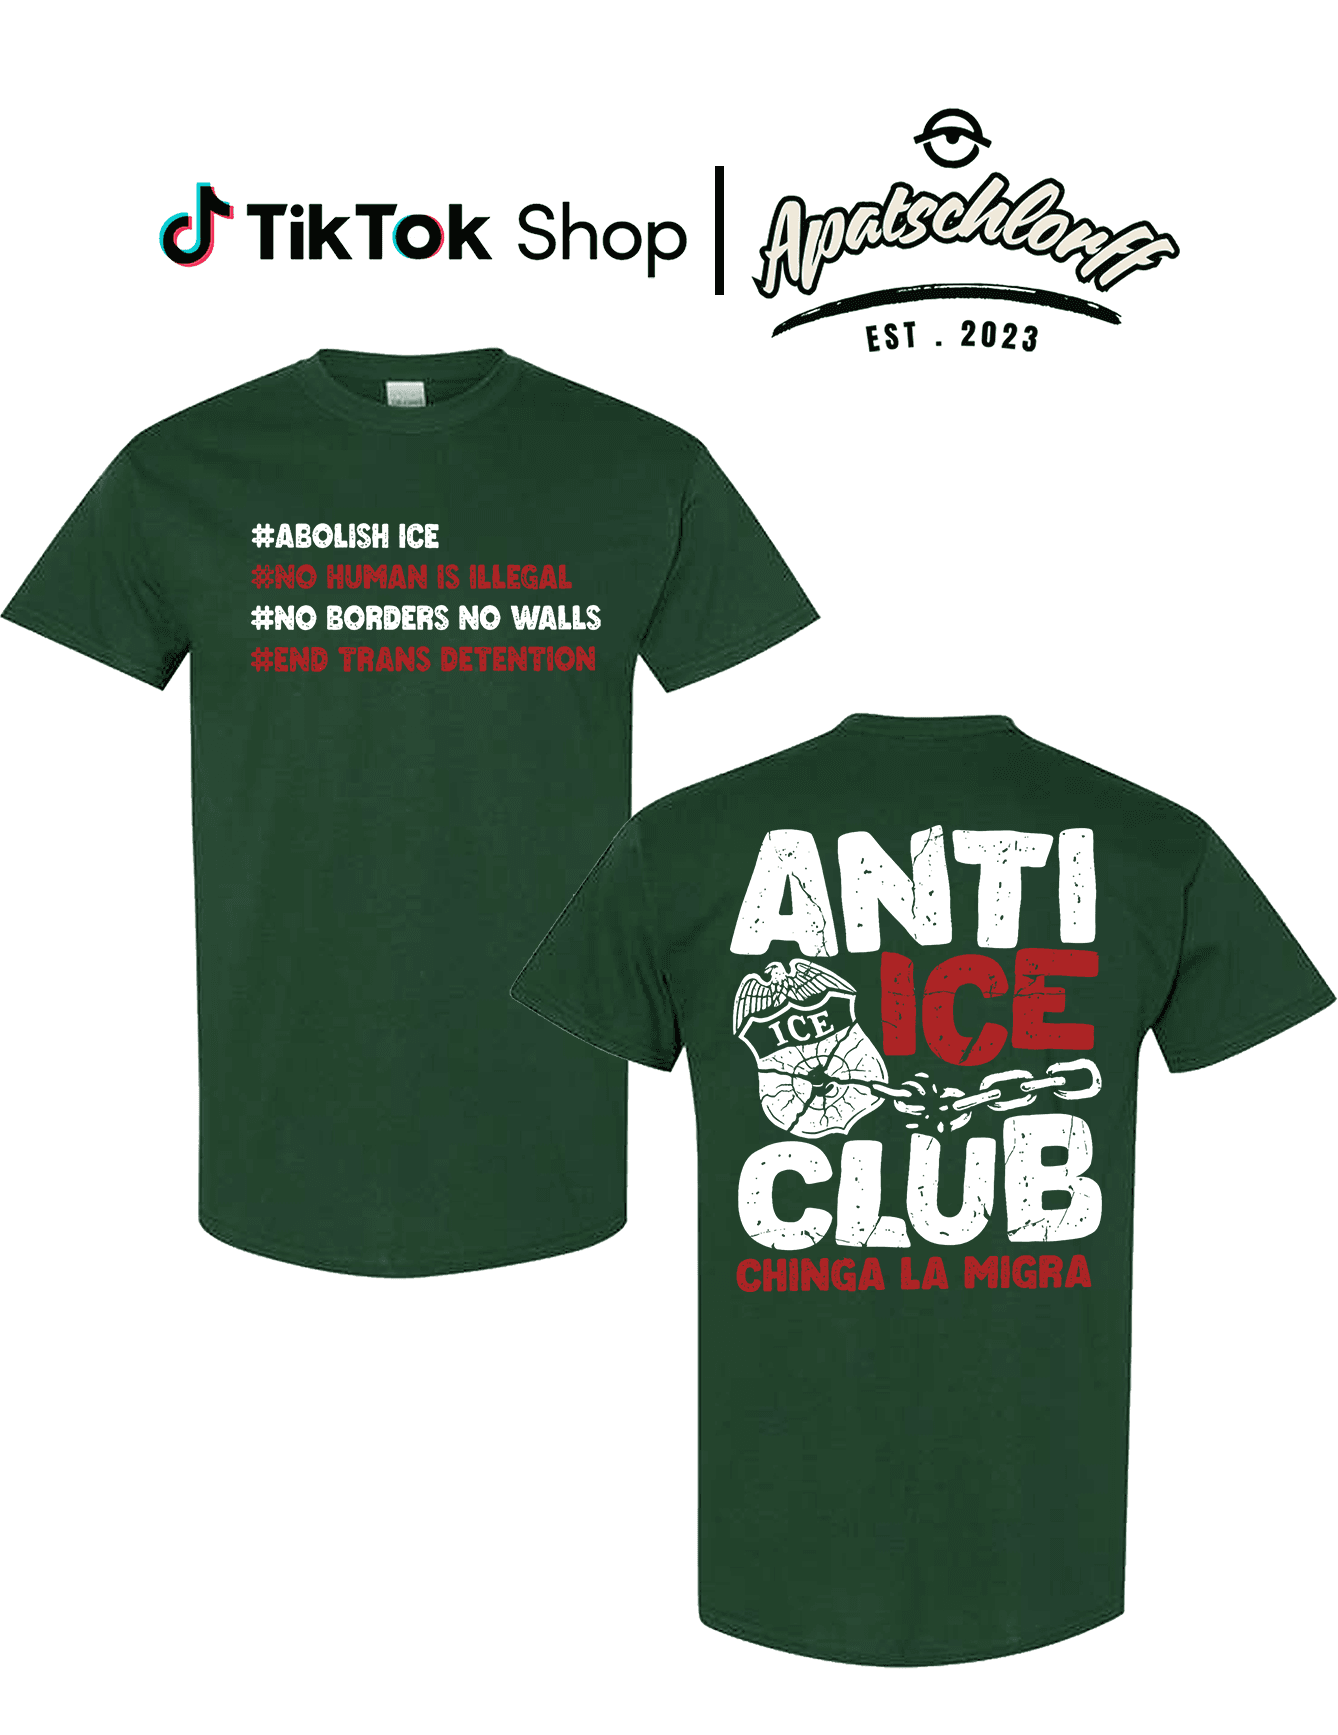 TikTok Shop
Apatschlorff
EST . 2023
#ABOLISH ICE
#NO HUMAN IS ILLEGAL
#NO BORDERS NO WALLS
#END TRANS DETENTION
ANTI
ICE
ICE
CLUB
CHINGA LA MIGRA